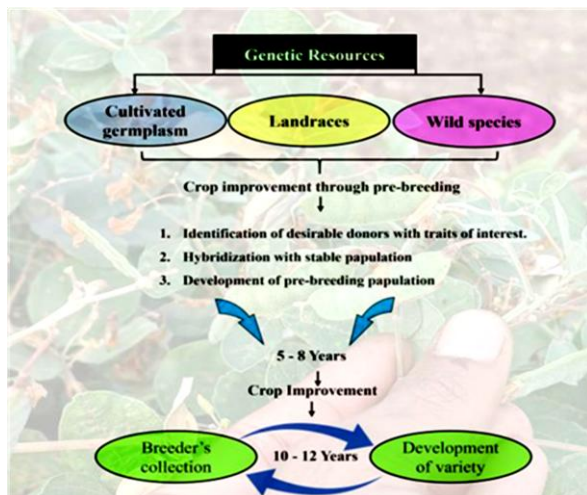 Genetic Resources
Cultivated
germplasm
Landraces
Wild species
Crop improvement through pre-breeding
1. Identification of desirable donors with traits of interest.
2. Hybridization with stable papulation
3. Development of pre-breeding papulation
5 - 8 Years
Crop Improvement
Breeder's
collection
10 - 12 Years
Development
of variety